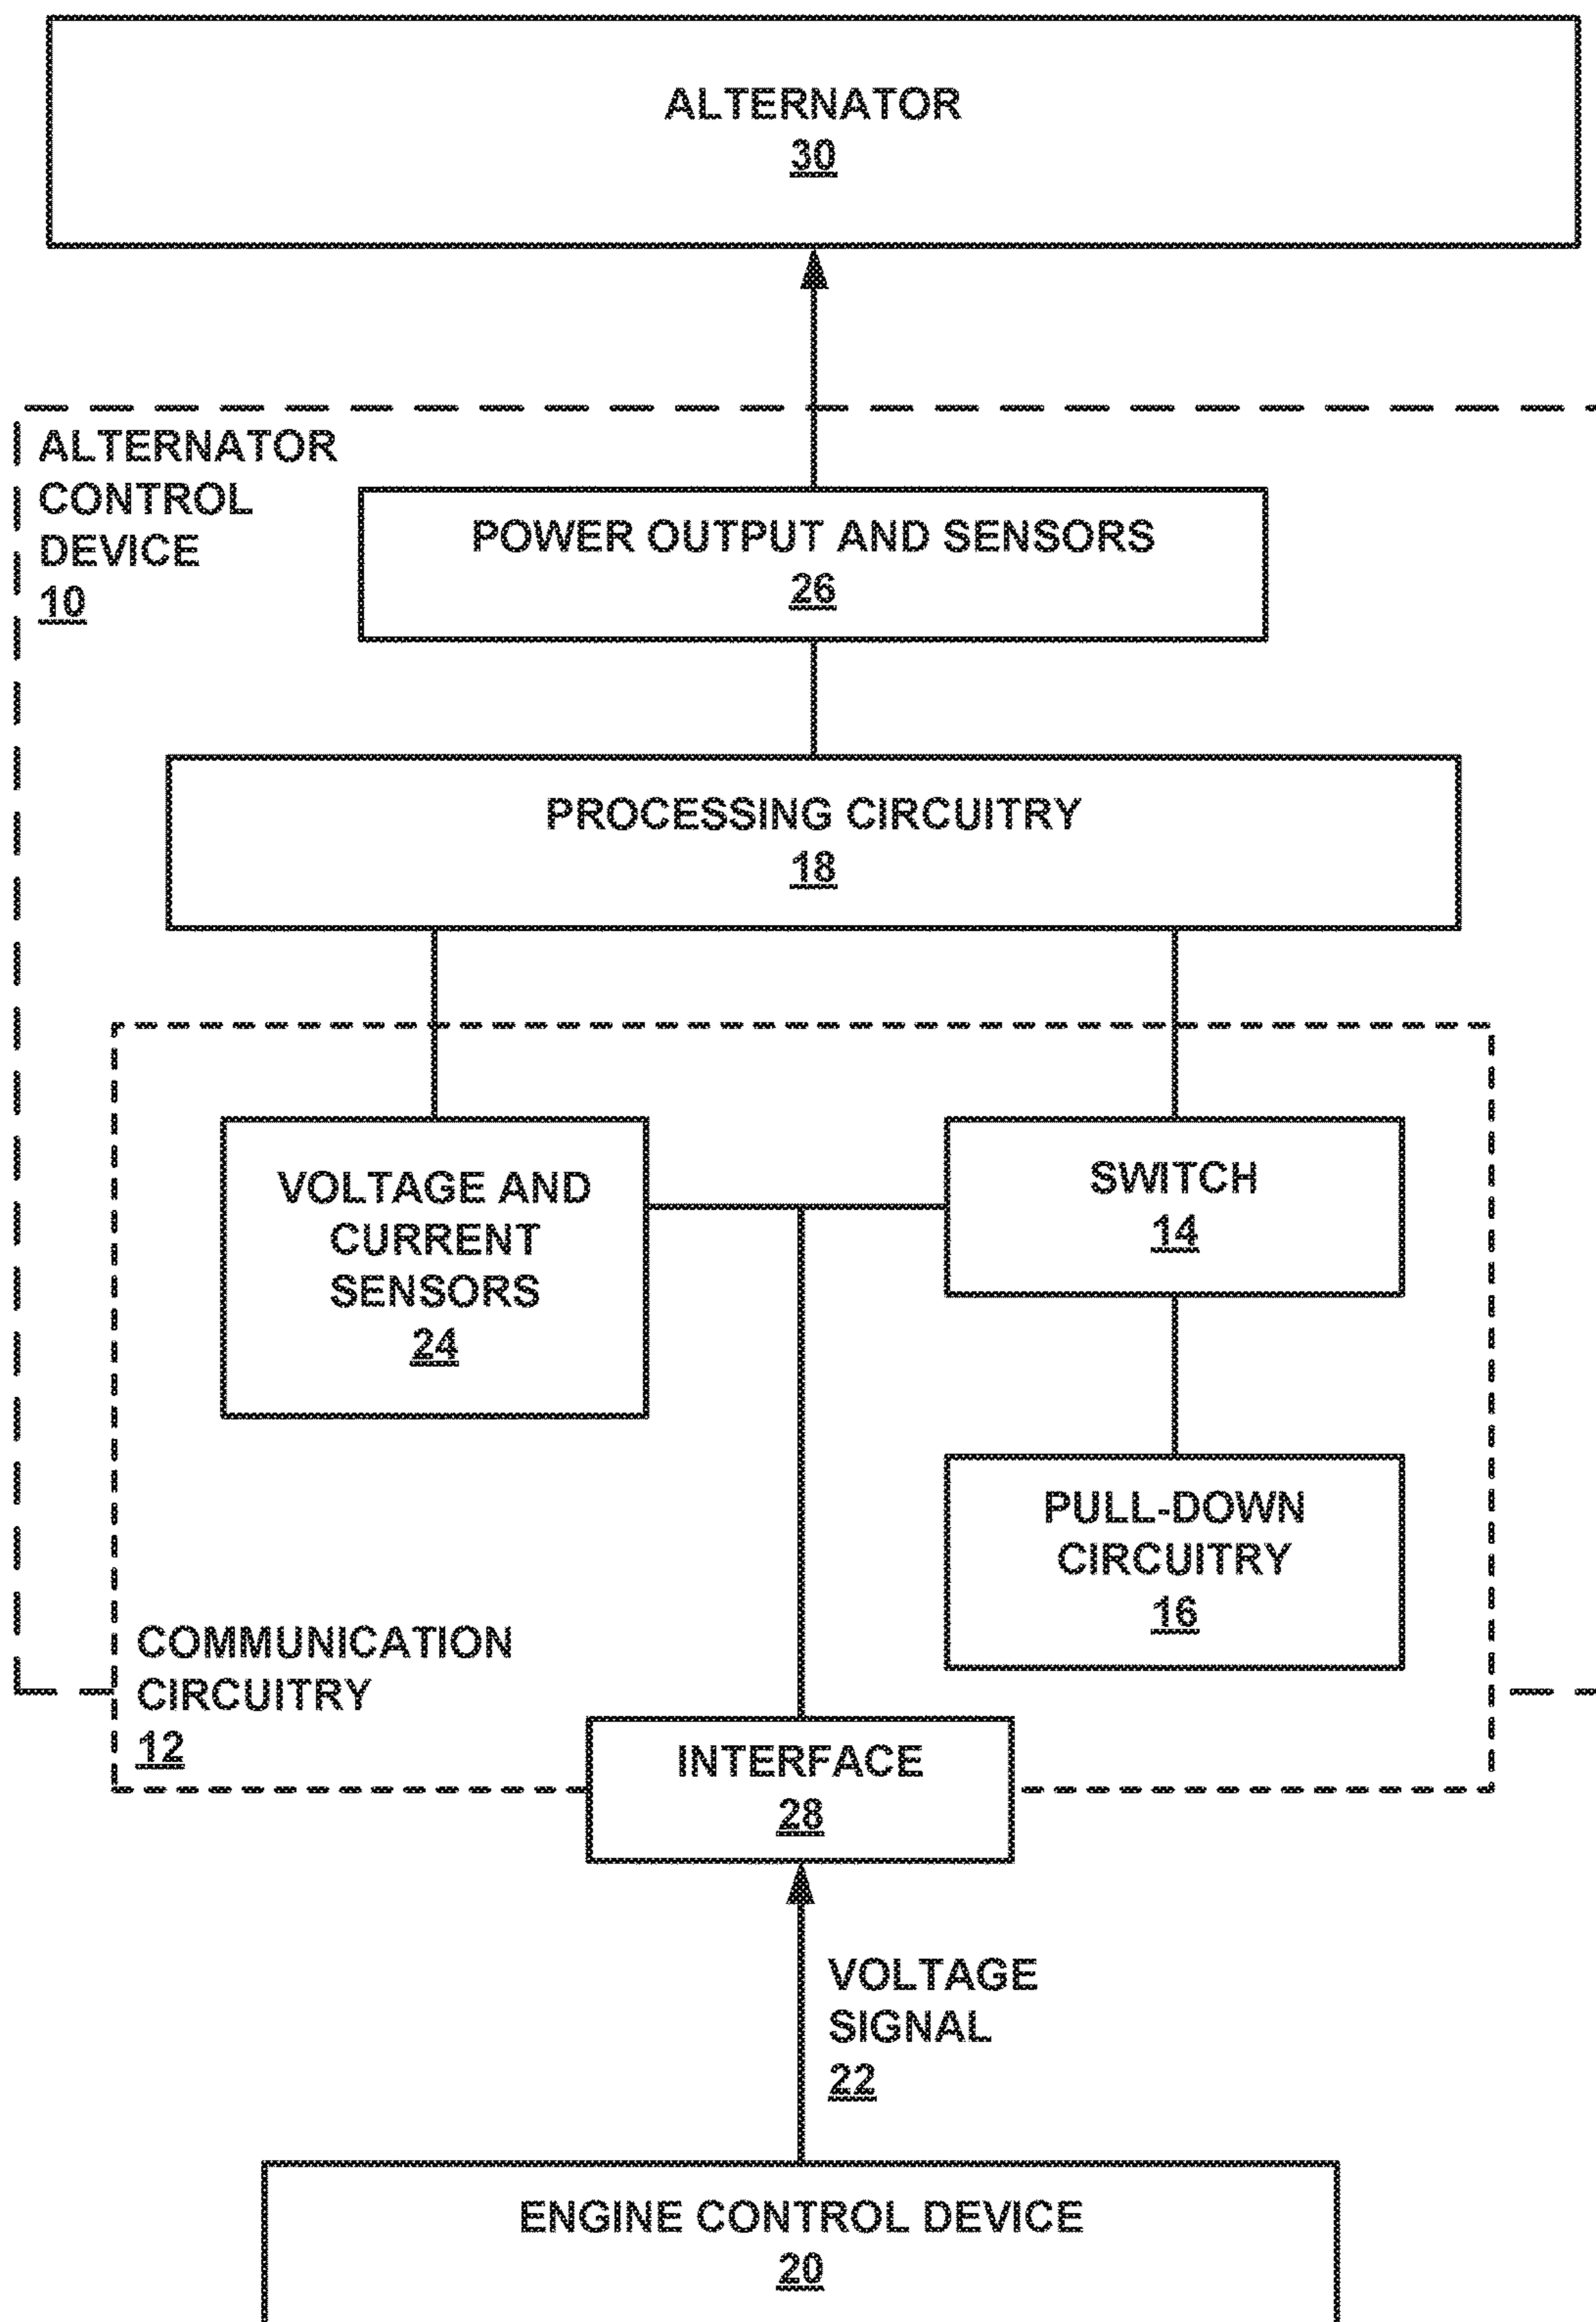 ALTERNATOR
30
ALTERNATOR
CONTROL
DEVICE
10
POWER OUTPUT AND SENSORS
26
PROCESSING CIRCUITRY
18
VOLTAGE AND
CURRENT
SENSORS
24
SWITCH
14
PULL-DOWN
CIRCUITRY
16
COMMUNICATION
CIRCUITRY
12
INTERFACE
28
VOLTAGE
SIGNAL
22
ENGINE CONTROL DEVICE
20